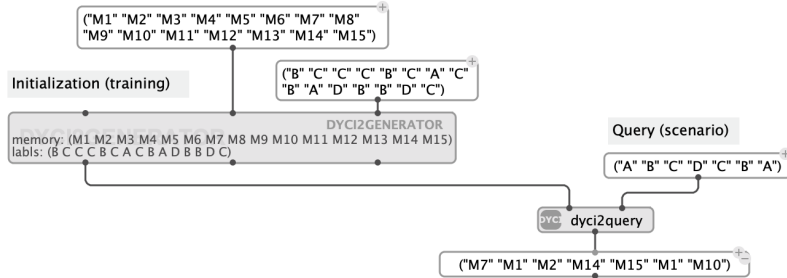 ("M1" "M2" "M3" "M4" "M5" "M6" "M7" "M8"
"M9" "M10" "M11" "M12" "M13" "M14" "M15")
Initialization (training)
("B" "C" "C" "C" "B" "C" "A" "C"
"B" "A" "D" "B" "B" "D" "C")
DYCI2GENERATOR
DYCI2GENERATOR
memory: (M1 M2 M3 M4 M5 M6 M7 M8 M9 M10 M11 M12 M13 M14 M15)
labls: (B C C C B C A C B A D B B D C)
Query (scenario)
("A" "B" "C" "D" "C" "B" "A")
DYCI
dyci2query
("M7" "M1" "M2" "M14" "M15" "M1" "M10")